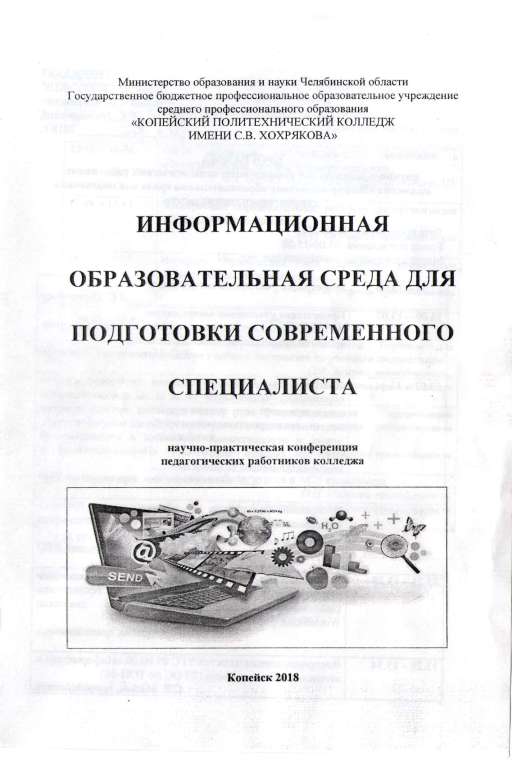 Министерство образования и науки Челябинской области
Государственное бюджетное профессиональное образовательное учреждение
среднего профессионального образования
«КОПЕЙСКИЙ ПОЛИТЕХНИЧЕСКИЙ КОЛЛЕДЖ
ИМЕНИ С.В. ХОХРЯКОВА»
ИНФОРМАЦИОННАЯ
ОБРАЗОВАТЕЛЬНАЯ СРЕДА ДЛЯ
ПОДГОТОВКИ СОВРЕМЕННОГО
СПЕЦИАЛИСТА
научно-практическая конференция
педагогических работников колледжа
H₂O
@
SEND
Копейск 2018